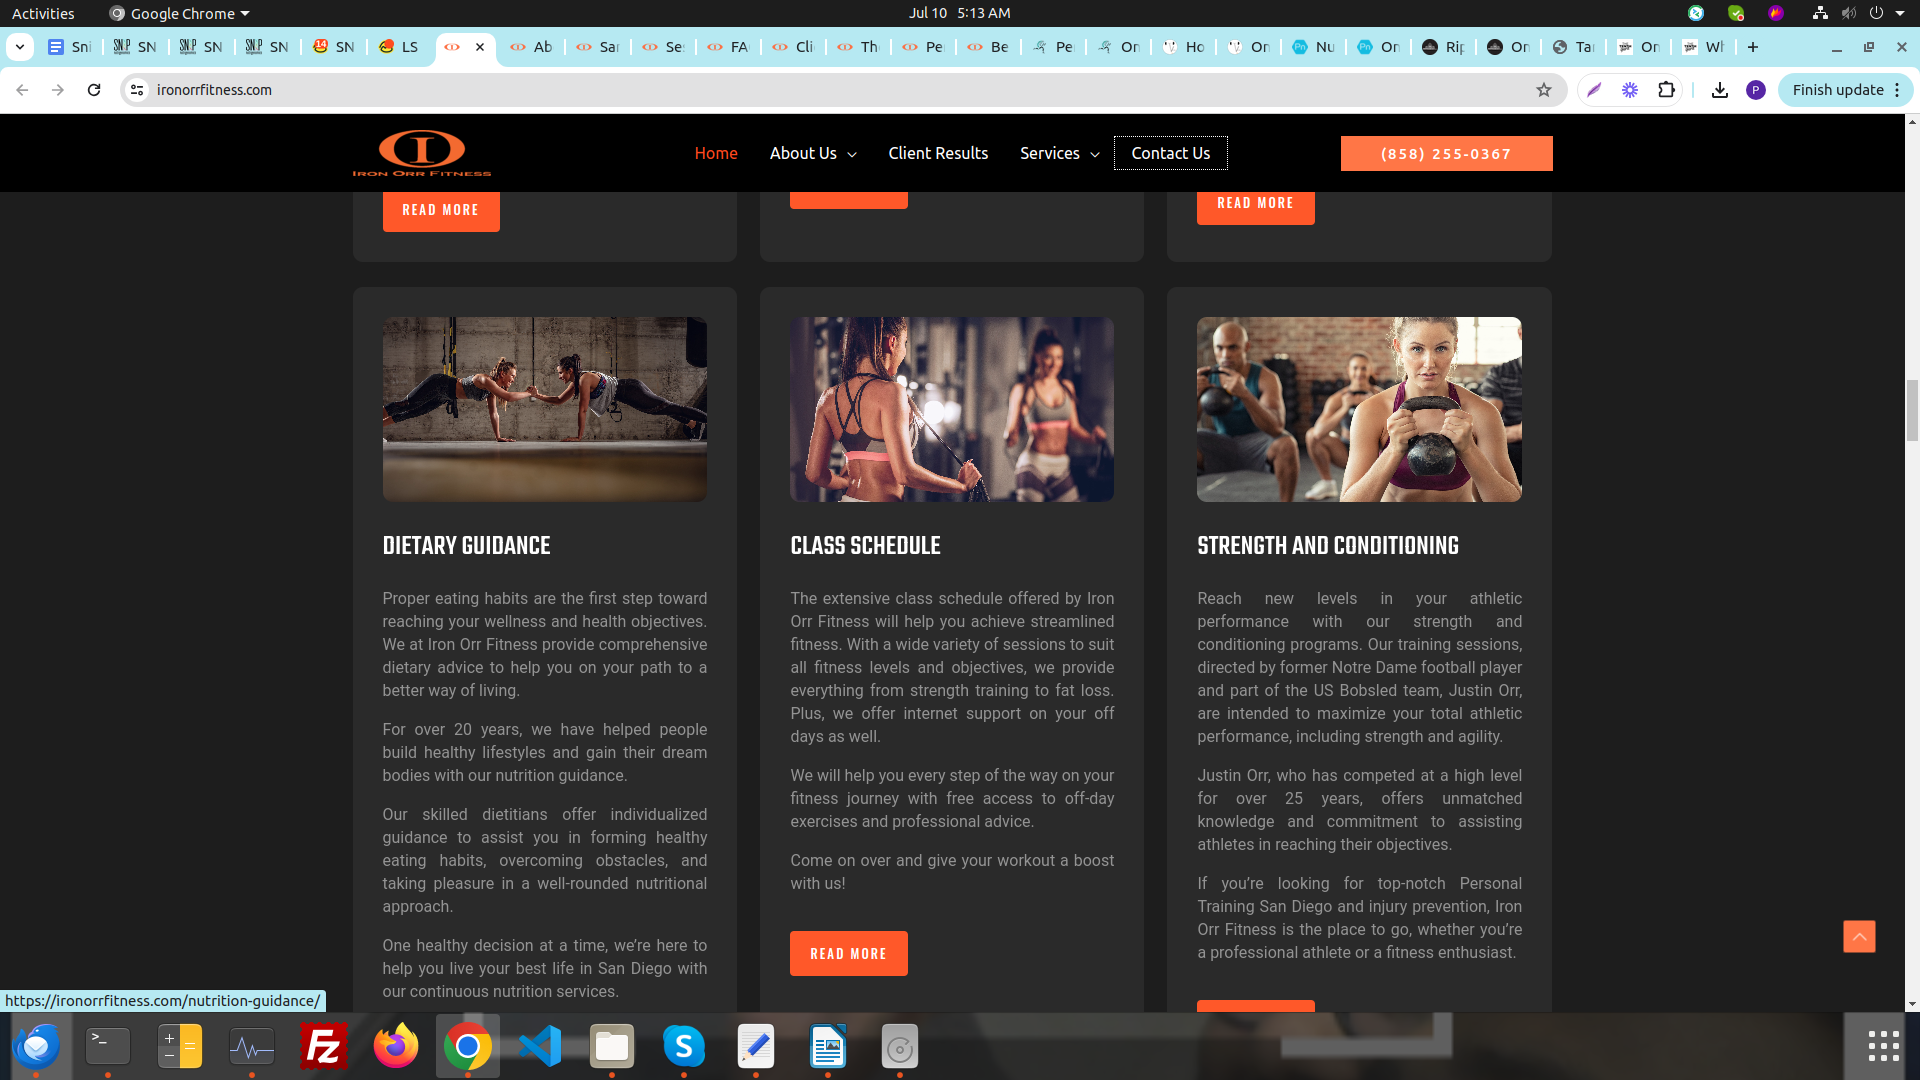 Activities
Google Chrome
Jul 10 5:13 AM
Sni
SN
SN
SN
SN
LS
Ab
Sar
Se
FA
Cli
Th
Pe
Be
Per
On
Ho
On
Nu
On
Rip
On
Tar
On
Wh
ironorrfitness.com
P
Finish update
IRON ORR FITNESS
Home
About Us
Client Results
Services
Contact Us
(858) 255-0367
READ MORE
READ MORE
DIETARY GUIDANCE
Proper eating habits are the first step toward
reaching your wellness and health objectives.
We at Iron Orr Fitness provide comprehensive
dietary advice to help you on your path to a
better way of living.
For over 20 years, we have helped people
build healthy lifestyles and gain their dream
bodies with our nutrition guidance.
Our skilled dietitians offer individualized
guidance to assist you in forming healthy
eating habits, overcoming obstacles, and
taking pleasure in a well-rounded nutritional
approach.
One healthy decision at a time, we’re here to
help you live your best life in San Diego with
our continuous nutrition services.
CLASS SCHEDULE
The extensive class schedule offered by Iron
Orr Fitness will help you achieve streamlined
fitness. With a wide variety of sessions to suit
all fitness levels and objectives, we provide
everything from strength training to fat loss.
Plus, we offer internet support on your off
days as well.
We will help you every step of the way on your
fitness journey with free access to off-day
exercises and professional advice.
Come on over and give your workout a boost
with us!
READ MORE
STRENGTH AND CONDITIONING
Reach new levels in your athletic
performance with our strength and
conditioning programs. Our training sessions,
directed by former Notre Dame football player
and part of the US Bobsled team, Justin Orr,
are intended to maximize your total athletic
performance, including strength and agility.
Justin Orr, who has competed at a high level
for over 25 years, offers unmatched
knowledge and commitment to assisting
athletes in reaching their objectives.
If you’re looking for top-notch Personal
Training San Diego and injury prevention, Iron
Orr Fitness is the place to go, whether you’re
a professional athlete or a fitness enthusiast.
https://ironorrfitness.com/nutrition-guidance/